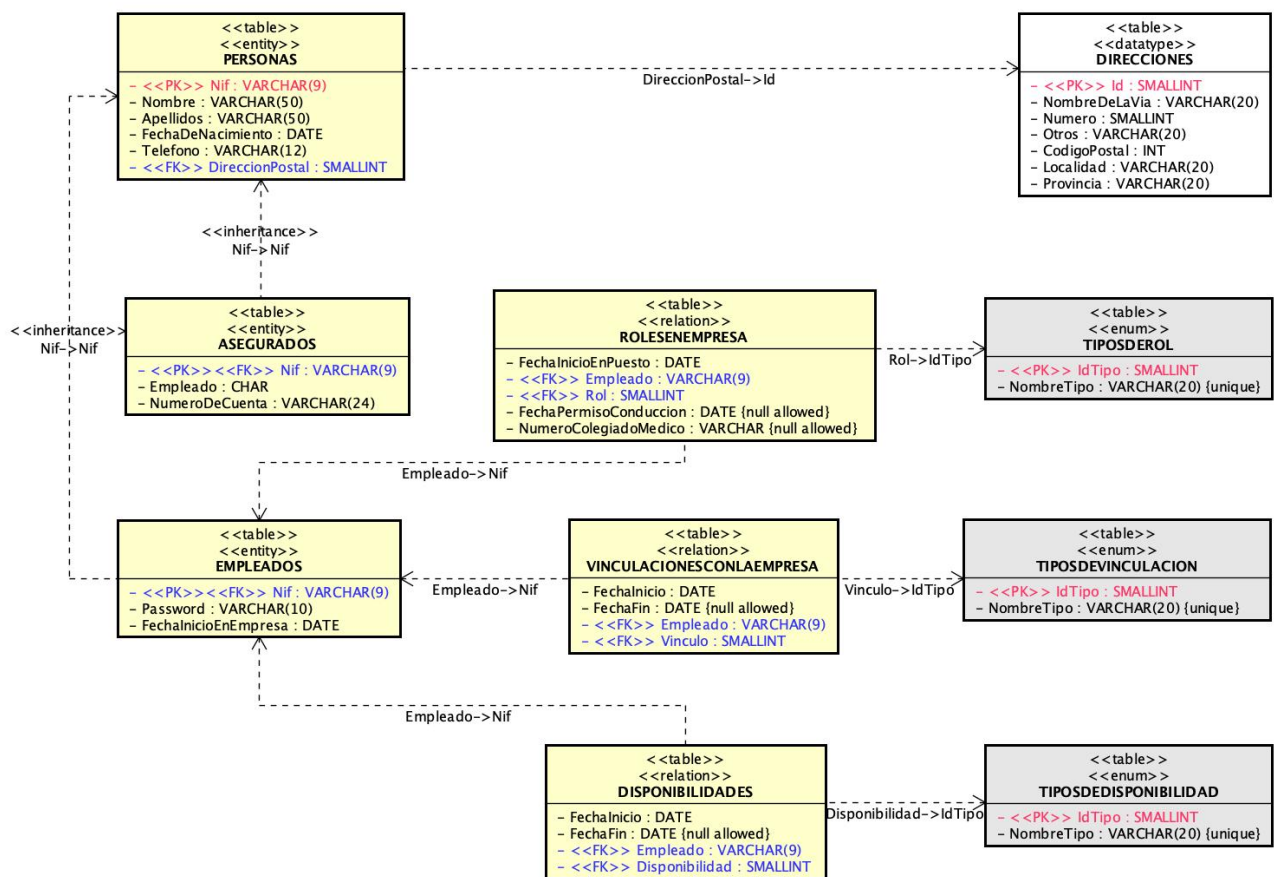 <<table>>
<<entity>>
PERSONAS
- <<PK>> Nif : VARCHAR(9)
- Nombre : VARCHAR(50)
- Apellidos : VARCHAR(50)
- FechaDeNacimiento : DATE
- Telefono : VARCHAR(12)
- <<FK>> DireccionPostal : SMALLINT
DireccionPostal->Id
<<table>>
<<datatype>>
DIRECCIONES
- <<PK>> Id : SMALLINT
- NombreDeLaVia : VARCHAR(20)
- Numero : SMALLINT
- Otros : VARCHAR(20)
- CodigoPostal : INT
- Localidad : VARCHAR(20)
- Provincia : VARCHAR(20)
<<inheritance>>
Nif->Nif
<<inheritance>>
Nif->Nif
<<table>>
<<entity>>
ASEGURADOS
- <<PK>><<FK>> Nif : VARCHAR(9)
- Empleado : CHAR
- NumeroDeCuenta : VARCHAR(24)
<<table>>
<<relation>>
ROLESENEMPRESA
- FechaInicioEnPuesto : DATE
- <<FK>> Empleado : VARCHAR(9)
- <<FK>> Rol : SMALLINT
- FechaPermisoConduccion : DATE {null allowed}
- NumeroColegiadoMedico : VARCHAR {null allowed}
Rol->IdTipo
<<table>>
<<enum>>
TIPOSDEROL
- <<PK>> IdTipo : SMALLINT
- NombreTipo : VARCHAR(20) {unique}
Empleado->Nif
<<table>>
<<entity>>
EMPLEADOS
- <<PK>><<FK>> Nif : VARCHAR(9)
- Password : VARCHAR(10)
- FechaInicioEnEmpresa : DATE
Empleado->Nif
<<table>>
<<relation>>
VINCULACIONESCONLAEMPRESA
- FechaInicio : DATE
- FechaFin : DATE {null allowed}
- <<FK>> Empleado : VARCHAR(9)
- <<FK>> Vinculo : SMALLINT
Vinculo->IdTipo
<<table>>
<<enum>>
TIPOSDEVINCULACION
- <<PK>> IdTipo : SMALLINT
- NombreTipo : VARCHAR(20) {unique}
Empleado->Nif
<<table>>
<<relation>>
DISPONIBILIDADES
- FechaInicio : DATE
- FechaFin : DATE {null allowed}
- <<FK>> Empleado : VARCHAR(9)
- <<FK>> Disponibilidad : SMALLINT
Disponibilidad->IdTipo
<<table>>
<<enum>>
TIPOSDEDISPONIBILIDAD
- <<PK>> IdTipo : SMALLINT
- NombreTipo : VARCHAR(20) {unique}